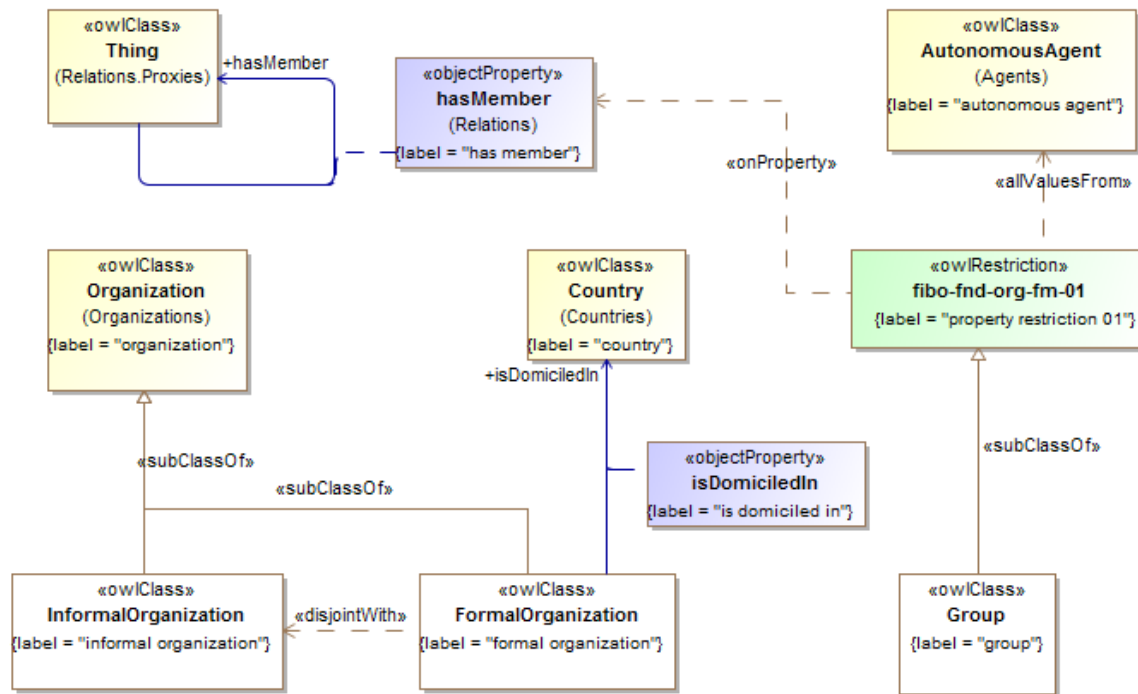 «owlClass»
Thing
(Relations.Proxies)
+hasMember
«objectProperty»
hasMember
(Relations)
{label = "has member"}
«owlClass»
AutonomousAgent
(Agents)
{label = "autonomous agent"}
«onProperty»
«allValuesFrom»
«owlClass»
Organization
(Organizations)
{label = "organization"}
«owlClass»
Country
(Countries)
{label = "country"}
«owlRestriction»
fibo-fnd-org-fm-01
{label = "property restriction 01"}
+isDomiciledIn
«subClassOf»
«subClassOf»
«objectProperty»
isDomiciledIn
{label = "is domiciled in"}
«subClassOf»
«owlClass»
InformalOrganization
{label = "informal organization"}
«disjointWith»
«owlClass»
FormalOrganization
{label = "formal organization"}
«owlClass»
Group
{label = "group"}